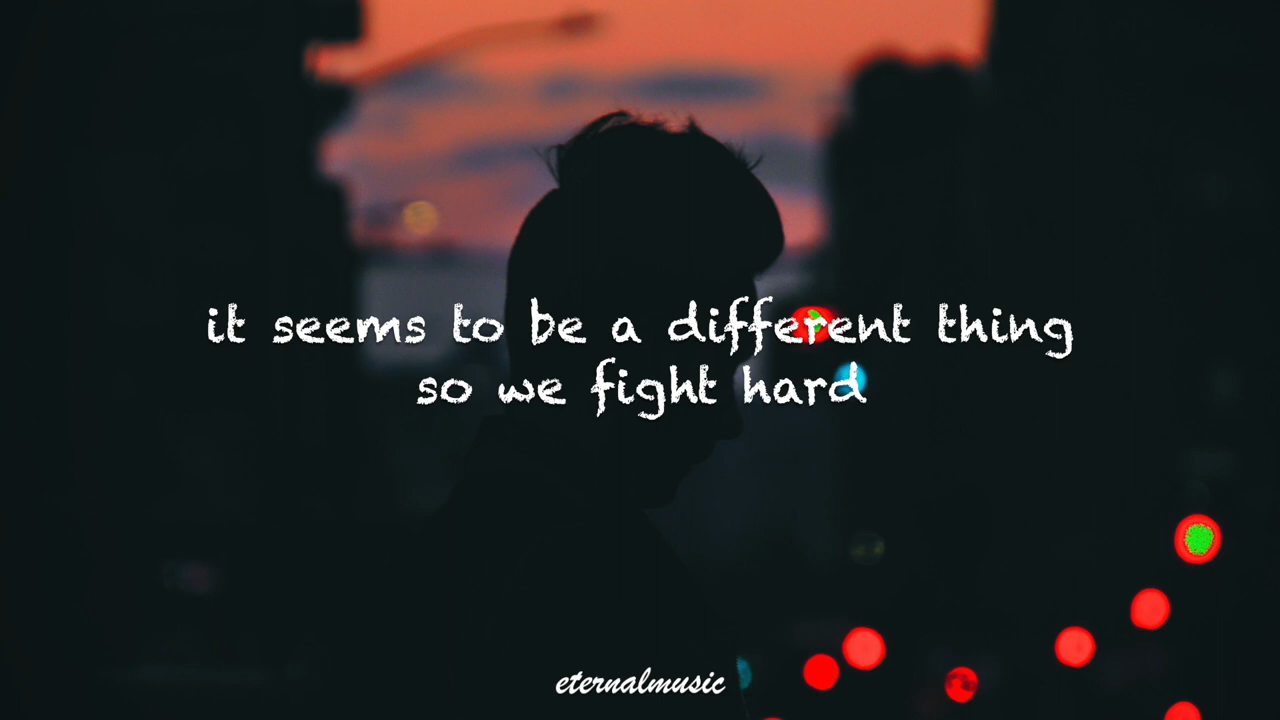 it seems to be a different thing
so we fight hard
eternalmusic